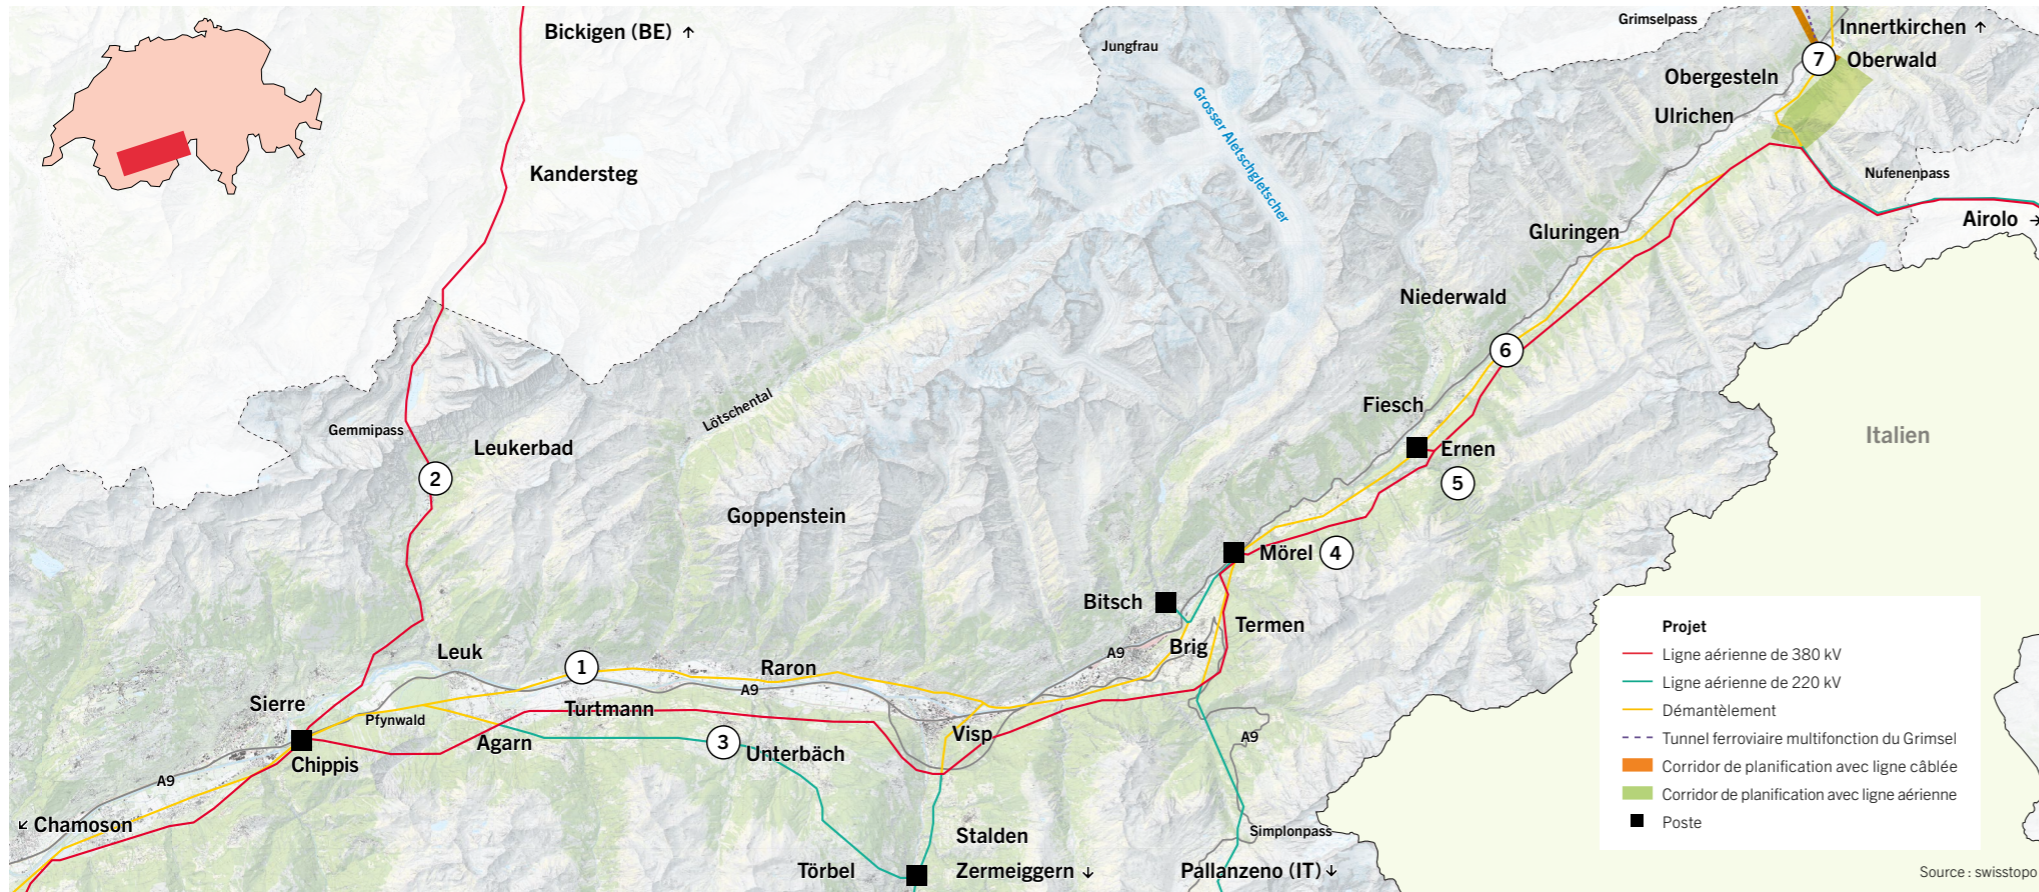 Bickigen (BE) ↑
Jungfrau
Grimselpass
Innertkirchen ↑
7
Oberwald
Obergesteln
Ulrichen
Grosser Aletschgletscher
Kandersteg
Nufenenpass
Airolo →
Gluringen
Niederwald
6
Lötschental
Fiesch
Gemmipass
Leukerbad
Italien
Ernen
2
5
Goppenstein
Mörel
4
Bitsch
Termen
Leuk
1
Raron
A9
Brig
A9
Sierre
Pfynwald
Turtmann
Agarn
3
Unterbäch
Visp
A9
Chippis
A9
↙ Chamoson
Stalden
Simplonpass
Törbel
Zermeiggern ↓
Pallanzeno (IT) ↓
Projet
Ligne aérienne de 380 kV
Ligne aérienne de 220 kV
Démantèlement
Tunnel ferroviaire multifonction du Grimsel
Corridor de planification avec ligne câblée
Corridor de planification avec ligne aérienne
Poste
Source : swisstopo